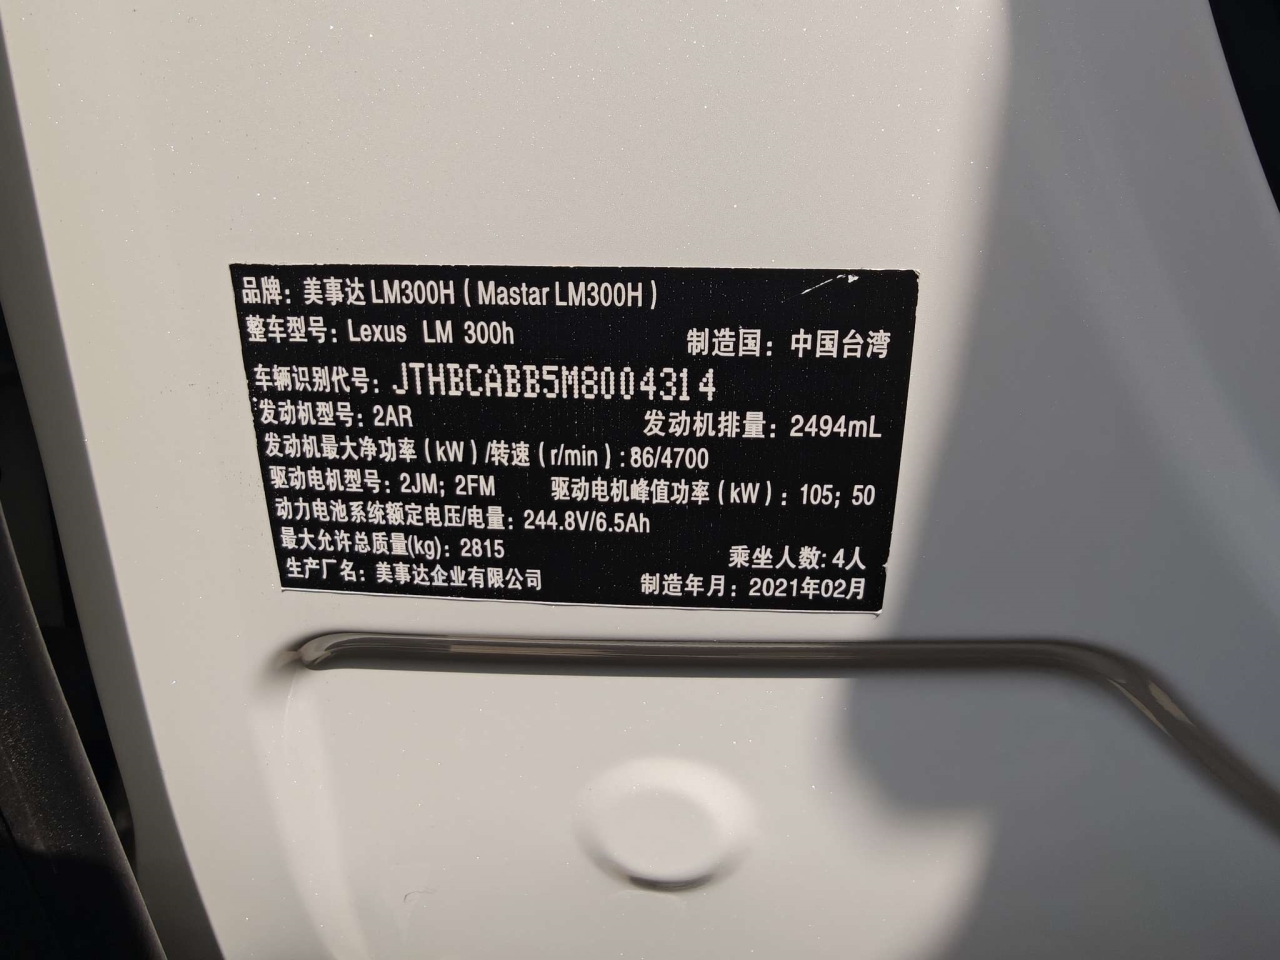 品牌：美事达 LM300H（Mastar LM300H）
整车型号：Lexus LM 300h
制造国：中国台湾
车辆识别代号：JTHBCABB5M8004314
发动机型号：2AR 发动机排量：2494mL
发动机最大净功率（kW）/转速（r/min）: 86/4700
驱动电机型号：2JM；2FM 驱动电机峰值功率（kW）：105；50
动力电池系统额定电压/电量：244.8V/6.5Ah
最大允许总质量(kg)：2815 乘坐人数: 4人
生产厂名：美事达企业有限公司 制造年月：2021年02月